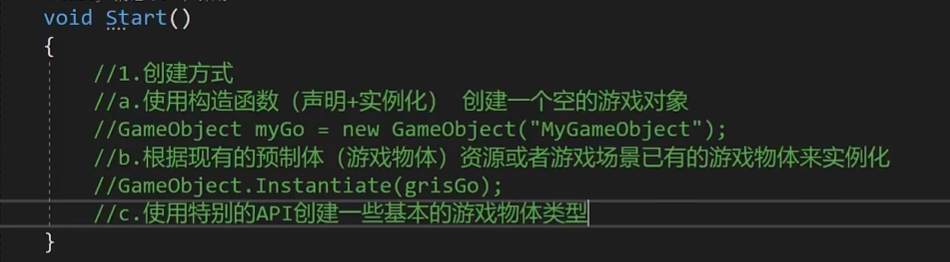 void Start()
{
//1.创建方式
//a.使用构造函数（声明+实例化） 创建一个空的游戏对象
//GameObject myGo = new GameObject("MyGameObject");
//b.根据现有的预制体（游戏物体）资源或者游戏场景已有的游戏物体来实例化
//GameObject.Instantiate(grisGo);
//c.使用特别的API创建一些基本的游戏物体类型
}